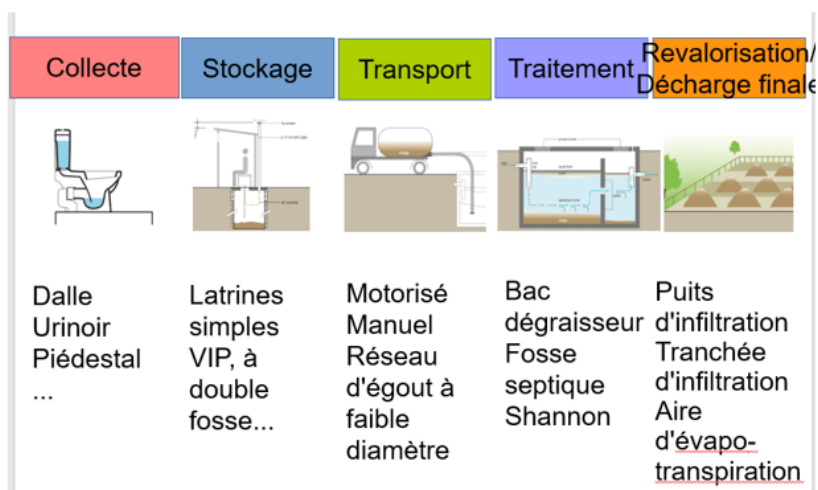 Collecte
Stockage
Transport
Traitement
Revalorisation/
Décharge finale
Dalle
Urinoir
Piédestal
...
Latrines
simples
VIP, à
double
fosse...
Motorisé
Manuel
Réseau
d'égout à
faible
diamètre
Bac
dégraisseur
Fosse
septique
Shannon
Puits
d'infiltration
Tranchée
d'infiltration
Aire
d'évapo-
transpiration